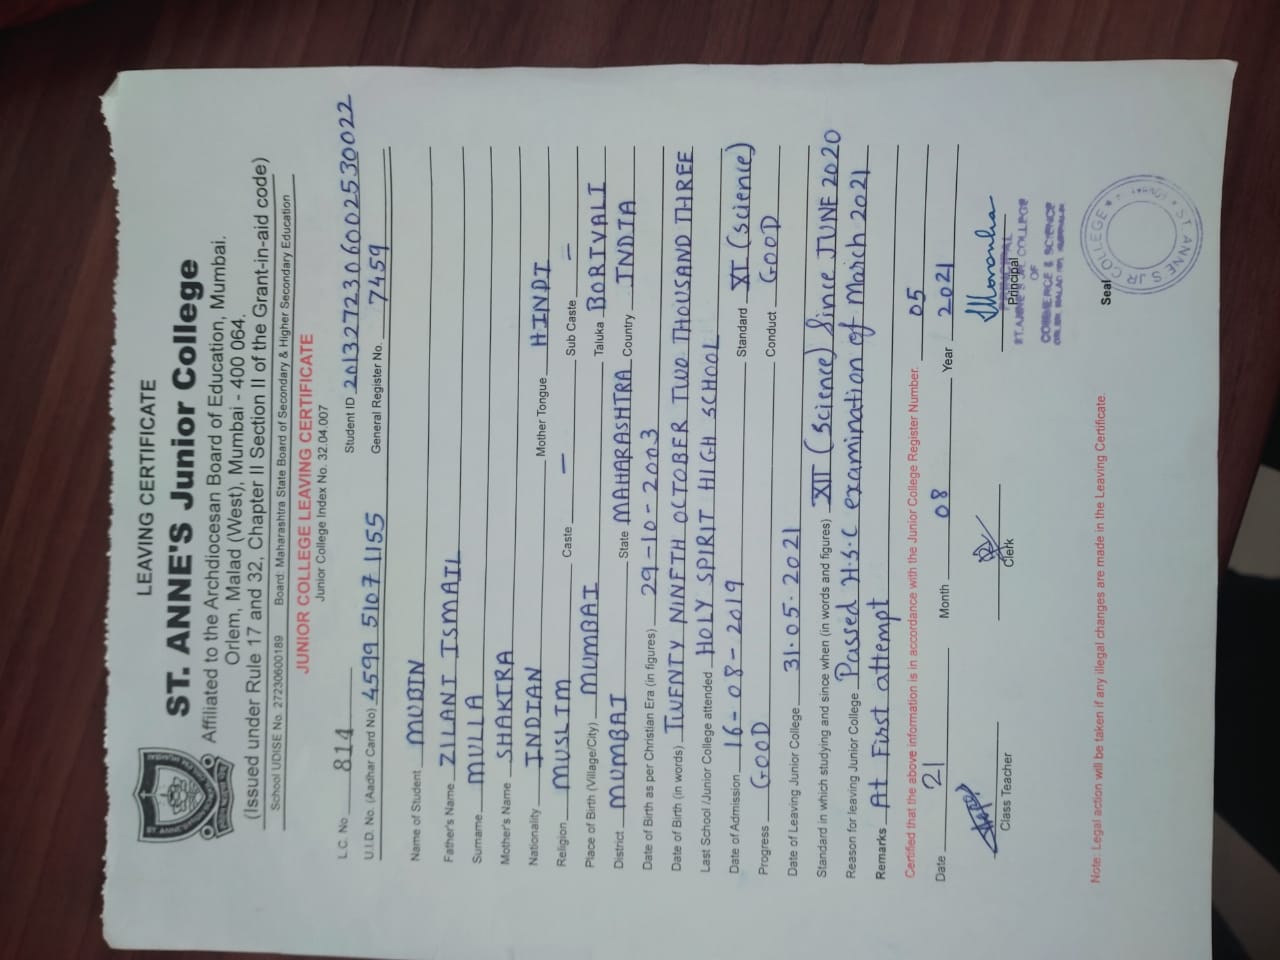 LEAVING CERTIFICATE
ST. ANNE'S Junior College
Affiliated to the Archdiocesan Board of Education, Mumbai.
Orlem, Malad (West), Mumbai - 400 064.
(Issued under Rule 17 and 32, Chapter II Section II of the Grant-in-aid code)
School UDISE No. 27230600189 Board: Maharashtra State Board of Secondary & Higher Secondary Education
JUNIOR COLLEGE LEAVING CERTIFICATE
Junior College Index No. 32.04.007
L.C. No 814 Student ID 2013272306002530022
U.I.D. No. (Aadhar Card No) 4599 5107 1155 General Register No. 7459
Name of Student MUBIN
Father's Name ZILANI ISMAIL
Surname MULLA
Mother's Name SHAKIRA
Nationality INDIAN Mother Tongue HINDI
Religion MUSLIM Caste – Sub Caste –
Place of Birth (Village/City) MUMBAI Taluka BORIVALI
District MUMBAI State MAHARASHTRA Country INDIA
Date of Birth as per Christian Era (in figures) 29-10-2003
Date of Birth (in words) TWENTY NINETH OCTOBER TWO THOUSAND THREE
Last School /Junior College attended HOLY SPIRIT HIGH SCHOOL
Date of Admission 16-08-2019 Standard XI (Science)
Progress GOOD Conduct GOOD
Date of Leaving Junior College 31.05.2021
Standard in which studying and since when (in words and figures) XII (Science) Since JUNE 2020
Reason for leaving Junior College Passed H.S.C examination of March 2021
Remarks At First attempt
Certified that the above information is in accordance with the Junior College Register Number. 05
Date 21 Month 08 Year 2021
Class Teacher Clerk Principal
PRINCIPAL
ST. ANNE'S JR. COLLEGE
OF
COMMERCE & SCIENCE
Note: Legal action will be taken if any illegal changes are made in the Leaving Certificate.
Seal
ST. ANNE'S JR COLLEGE